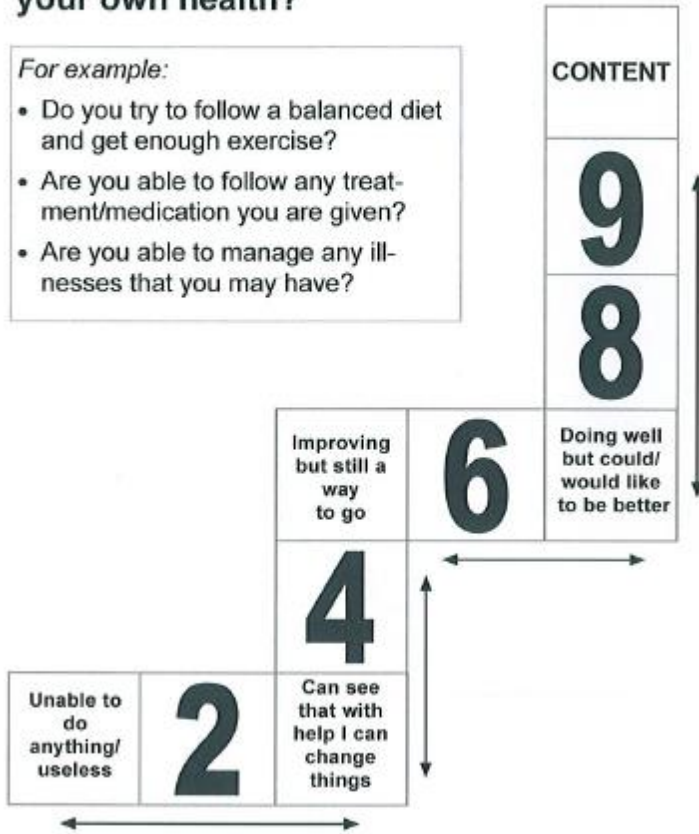 your own health?
For example:
• Do you try to follow a balanced diet
and get enough exercise?
• Are you able to follow any treat-
ment/medication you are given?
• Are you able to manage any ill-
nesses that you may have?
CONTENT
9
8
Improving
but still a
way
to go
6
Doing well
but could/
would like
to be better
4
Unable to
do
anything/
useless
2
Can see
that with
help I can
change
things